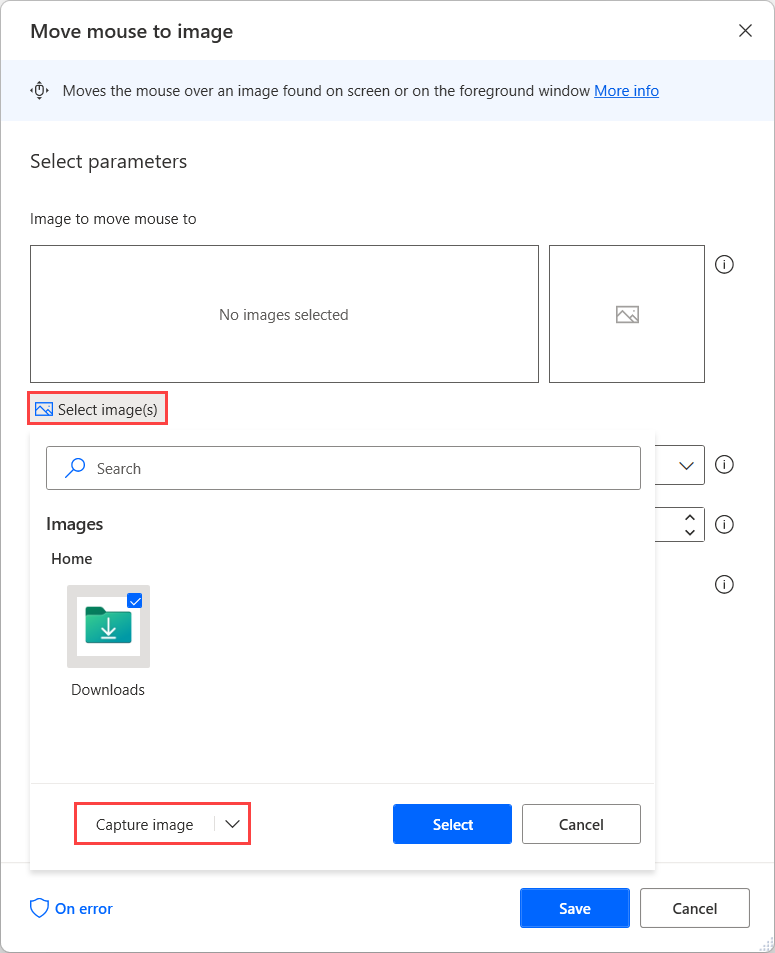 Move mouse to image
Moves the mouse over an image found on screen or on the foreground window More info
Select parameters
Image to move mouse to
No images selected
Select image(s)
Search
Images
Home
Downloads
Capture image
Select
Cancel
On error
Save
Cancel